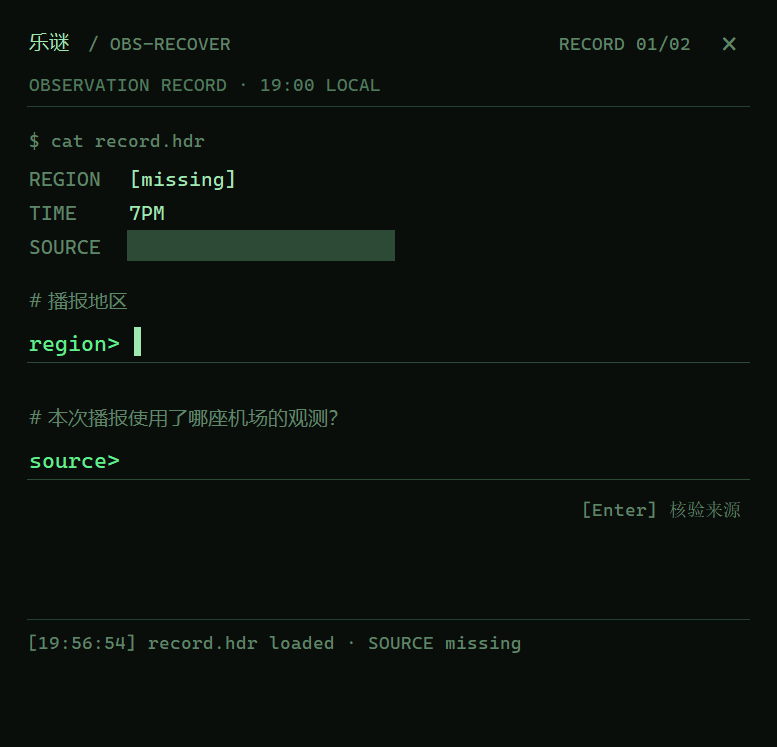 乐谜 / OBS-RECOVER RECORD 01/02 ×
OBSERVATION RECORD · 19:00 LOCAL
$ cat record.hdr
REGION [missing]
TIME 7PM
SOURCE
# 播报地区
region>
# 本次播报使用了哪座机场的观测?
source>
[Enter] 核验来源
[19:56:54] record.hdr loaded · SOURCE missing